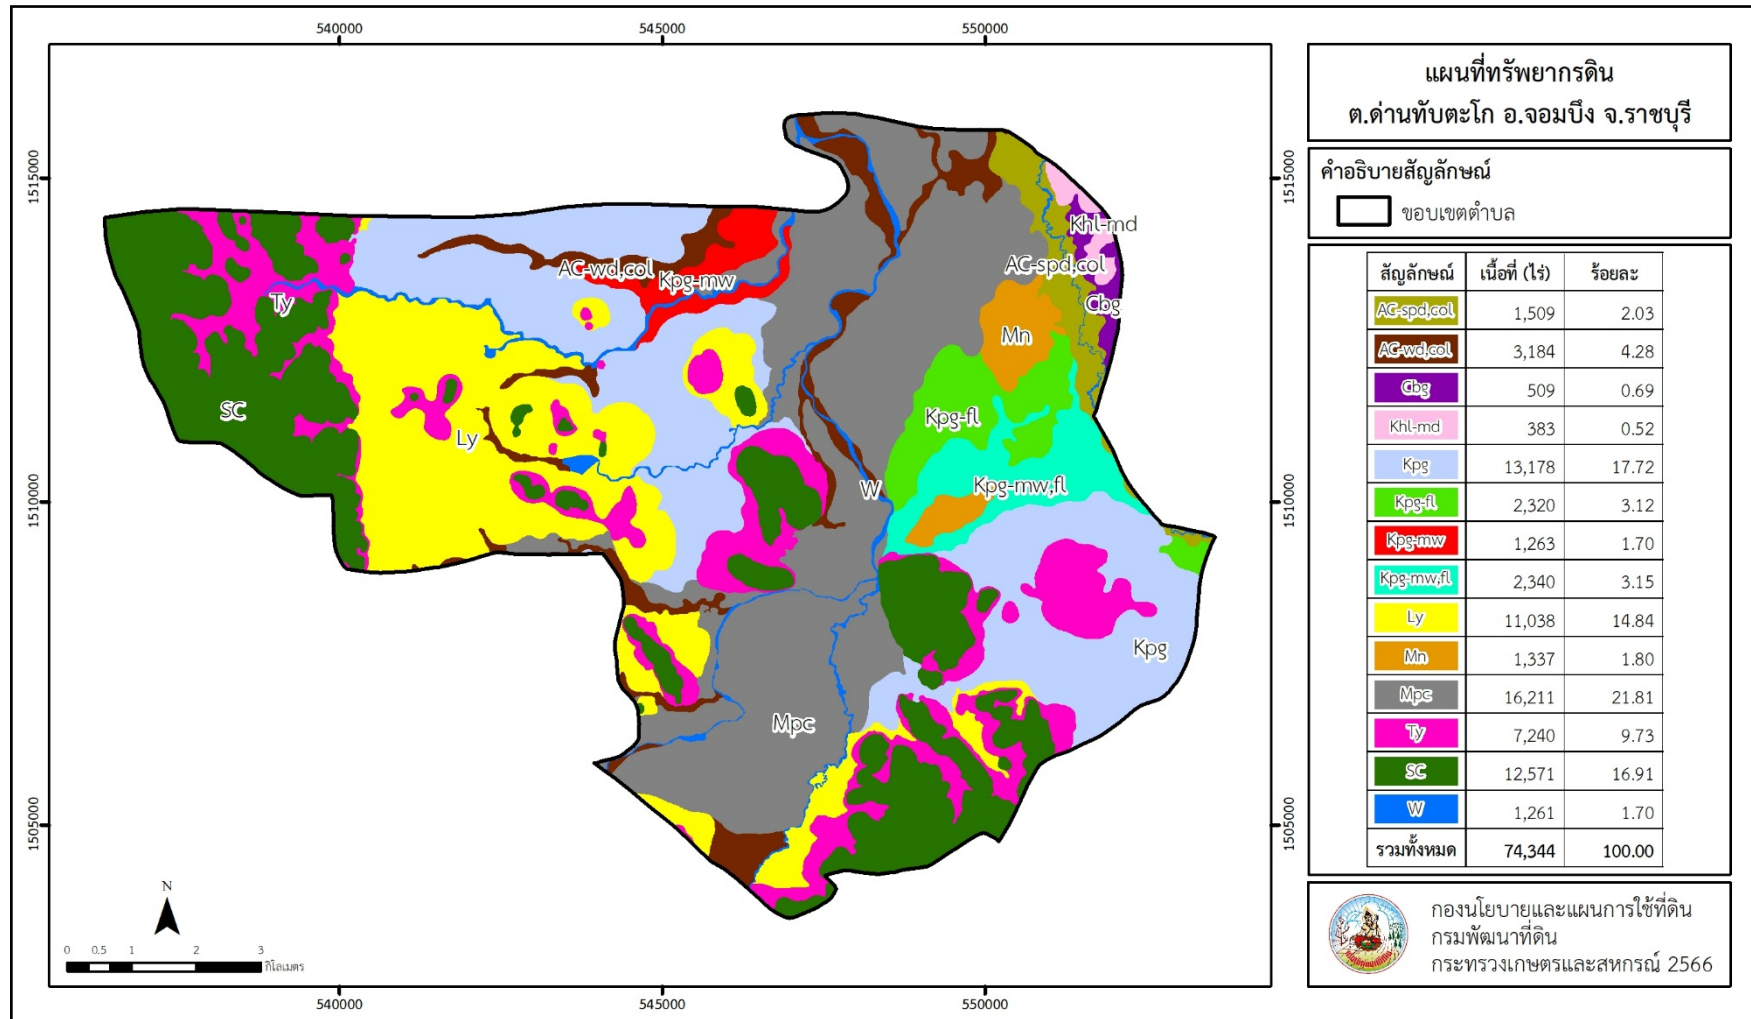 540000 545000 550000
1515000 1515000
1510000 1510000
1505000 1505000
540000 545000 550000
Khl-md
AC-wd,col
Kpg-mw
AC-spd,col
Ty
Cbg
Mn
SC
Kpg-fl
Ly
W
Kpg-mw,fl
Kpg
Mpc
N
0 0.5 1 2 3
กิโลเมตร
แผนที่ทรัพยากรดิน
ต.ด่านทับตะโก อ.จอมบึง จ.ราชบุรี
คำอธิบายสัญลักษณ์
ขอบเขตตำบล
สัญลักษณ์ เนื้อที่ (ไร่) ร้อยละ
AC-spd,col 1,509 2.03
AC-wd,col 3,184 4.28
Cbg 509 0.69
Khl-md 383 0.52
Kpg 13,178 17.72
Kpg-fl 2,320 3.12
Kpg-mw 1,263 1.70
Kpg-mw,fl 2,340 3.15
Ly 11,038 14.84
Mn 1,337 1.80
Mpc 16,211 21.81
Ty 7,240 9.73
SC 12,571 16.91
W 1,261 1.70
รวมทั้งหมด 74,344 100.00
กองนโยบายและแผนการใช้ที่ดิน
กรมพัฒนาที่ดิน
กระทรวงเกษตรและสหกรณ์ 2566